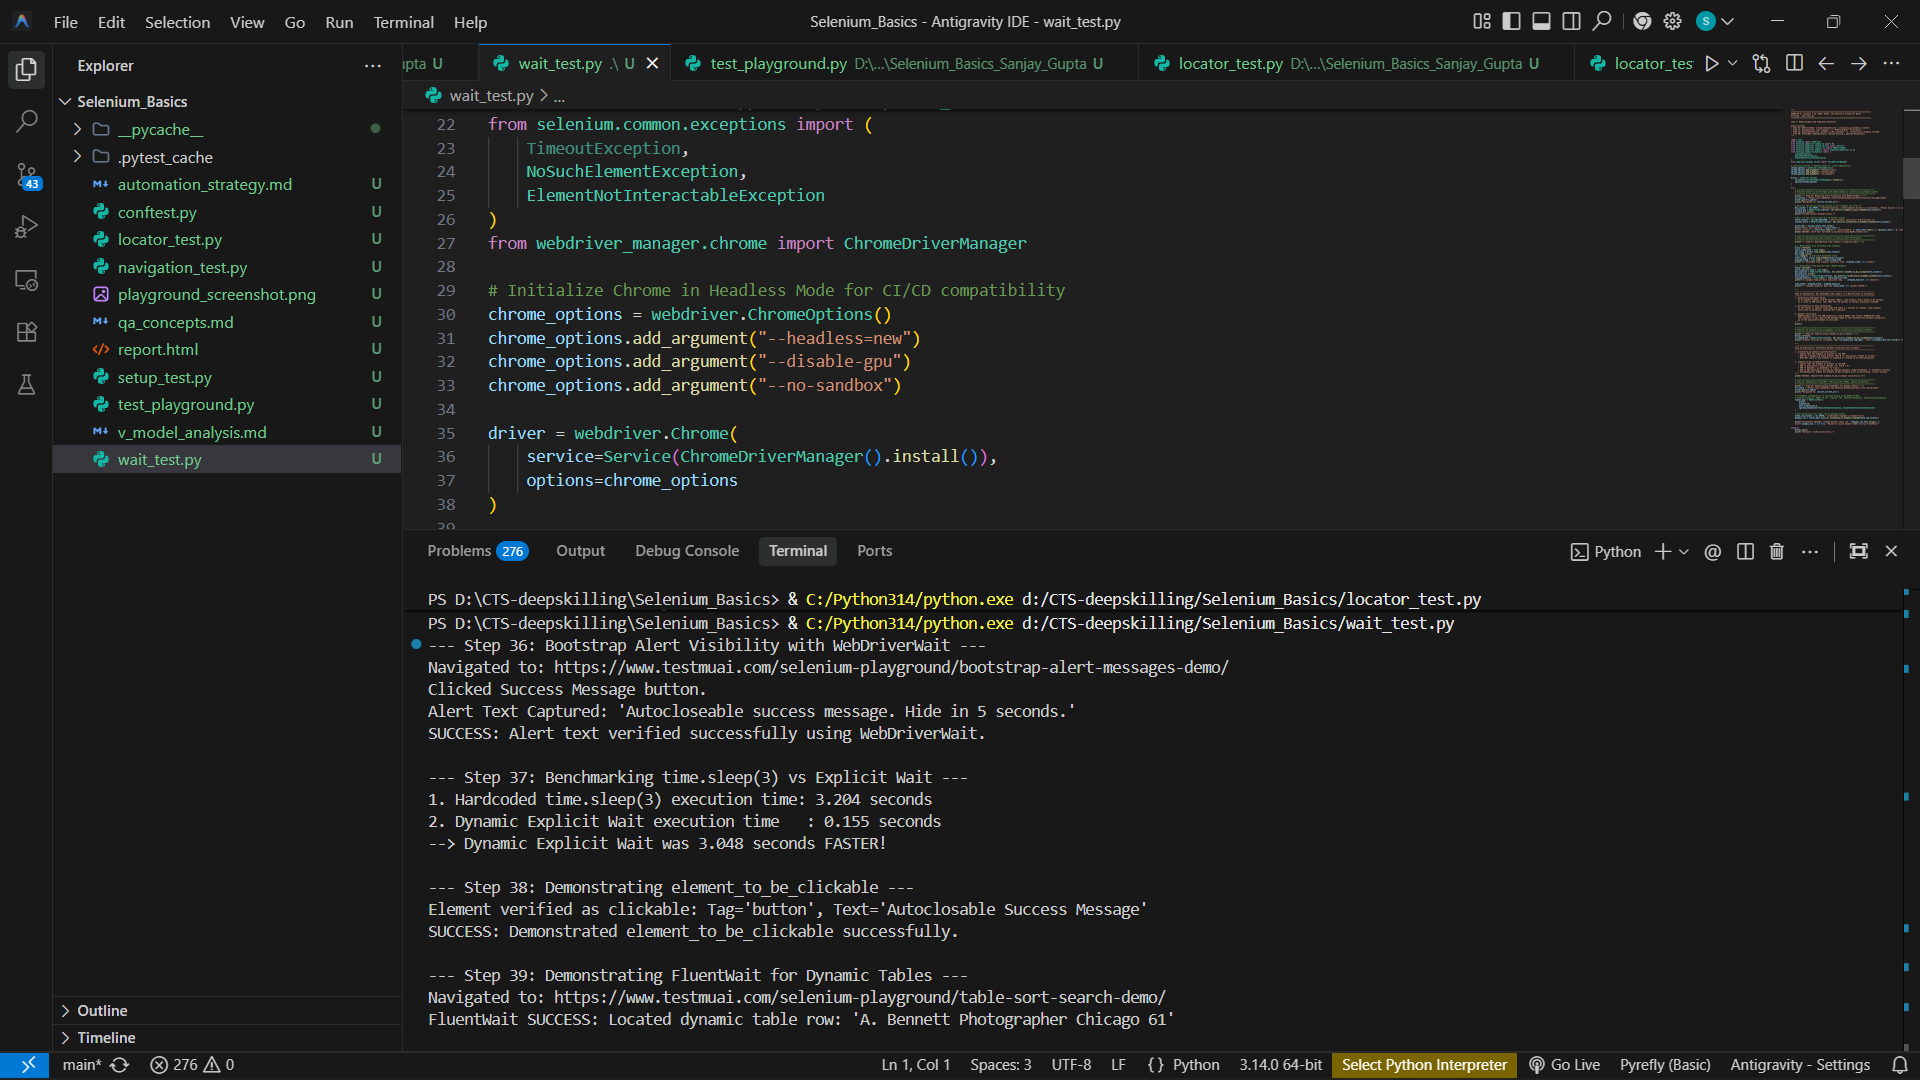 File Edit Selection View Go Run Terminal Help
Selenium_Basics - Antigravity IDE - wait_test.py
S
Explorer
Selenium_Basics
__pycache__
.pytest_cache
automation_strategy.md U
conftest.py U
locator_test.py U
navigation_test.py U
playground_screenshot.png U
qa_concepts.md U
report.html U
setup_test.py U
test_playground.py U
v_model_analysis.md U
wait_test.py U
43
Outline
Timeline
upta U
wait_test.py .\ U
test_playground.py D:\...\Selenium_Basics_Sanjay_Gupta U
locator_test.py D:\...\Selenium_Basics_Sanjay_Gupta U
locator_tes
wait_test.py > ...
22 from selenium.common.exceptions import (
23 TimeoutException,
24 NoSuchElementException,
25 ElementNotInteractableException
26 )
27 from webdriver_manager.chrome import ChromeDriverManager
28
29 # Initialize Chrome in Headless Mode for CI/CD compatibility
30 chrome_options = webdriver.ChromeOptions()
31 chrome_options.add_argument("--headless=new")
32 chrome_options.add_argument("--disable-gpu")
33 chrome_options.add_argument("--no-sandbox")
34
35 driver = webdriver.Chrome(
36 service=Service(ChromeDriverManager().install()),
37 options=chrome_options
38 )
39
Problems 276 Output Debug Console Terminal Ports
Python
PS D:\CTS-deepskilling\Selenium_Basics> & C:/Python314/python.exe d:/CTS-deepskilling/Selenium_Basics/locator_test.py
PS D:\CTS-deepskilling\Selenium_Basics> & C:/Python314/python.exe d:/CTS-deepskilling/Selenium_Basics/wait_test.py
--- Step 36: Bootstrap Alert Visibility with WebDriverWait ---
Navigated to: https://www.testmuai.com/selenium-playground/bootstrap-alert-messages-demo/
Clicked Success Message button.
Alert Text Captured: 'Autocloseable success message. Hide in 5 seconds.'
SUCCESS: Alert text verified successfully using WebDriverWait.
--- Step 37: Benchmarking time.sleep(3) vs Explicit Wait ---
1. Hardcoded time.sleep(3) execution time: 3.204 seconds
2. Dynamic Explicit Wait execution time   : 0.155 seconds
--> Dynamic Explicit Wait was 3.048 seconds FASTER!
--- Step 38: Demonstrating element_to_be_clickable ---
Element verified as clickable: Tag='button', Text='Autoclosable Success Message'
SUCCESS: Demonstrated element_to_be_clickable successfully.
--- Step 39: Demonstrating FluentWait for Dynamic Tables ---
Navigated to: https://www.testmuai.com/selenium-playground/table-sort-search-demo/
FluentWait SUCCESS: Located dynamic table row: 'A. Bennett Photographer Chicago 61'
main* 276 0
Ln 1, Col 1 Spaces: 3 UTF-8 LF {} Python 3.14.0 64-bit Select Python Interpreter Go Live Pyrefly (Basic) Antigravity - Settings